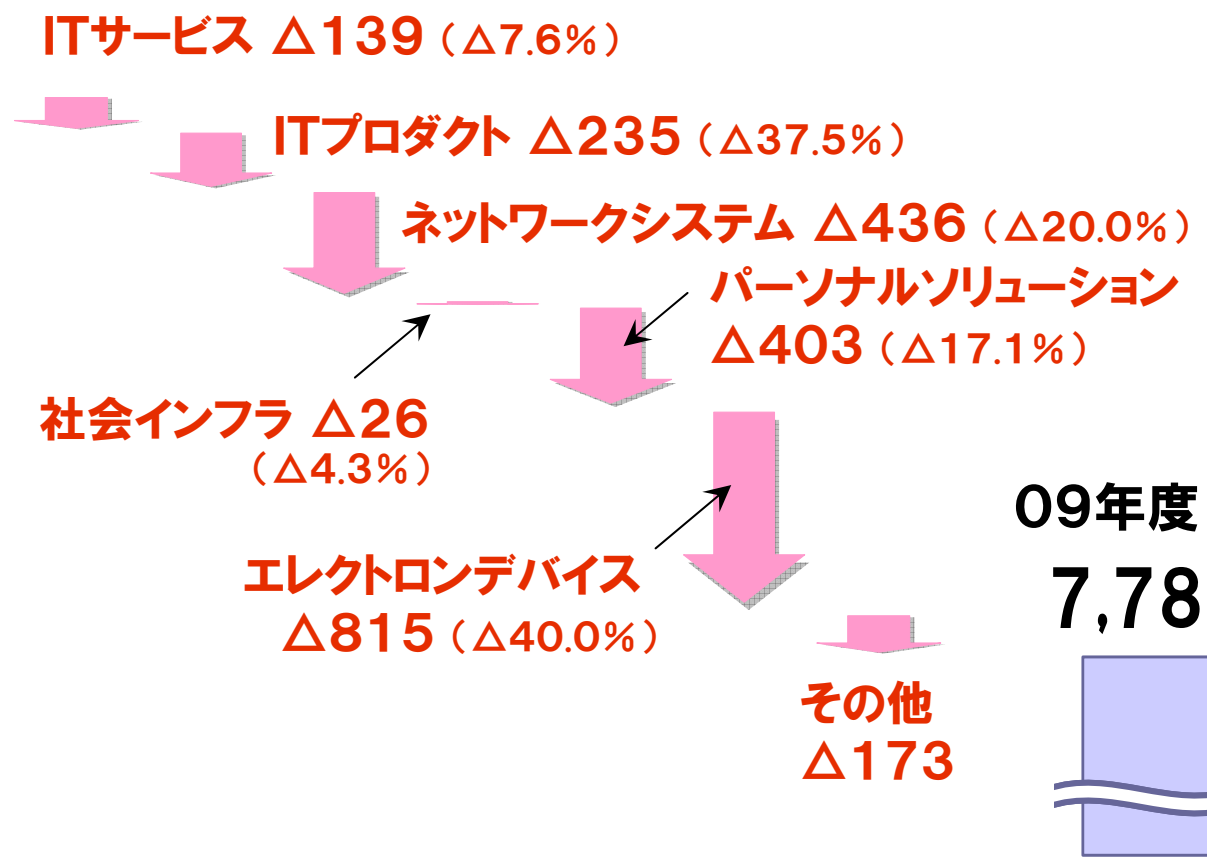 ITサービス △139（△7.6％）
ITプロダクト △235（△37.5％）
ネットワークシステム △436（△20.0％）
パーソナルソリューション
△403（△17.1％）
社会インフラ △26
（△4.3％）
エレクトロンデバイス
△815（△40.0％）
09年度
7,78
その他
△173